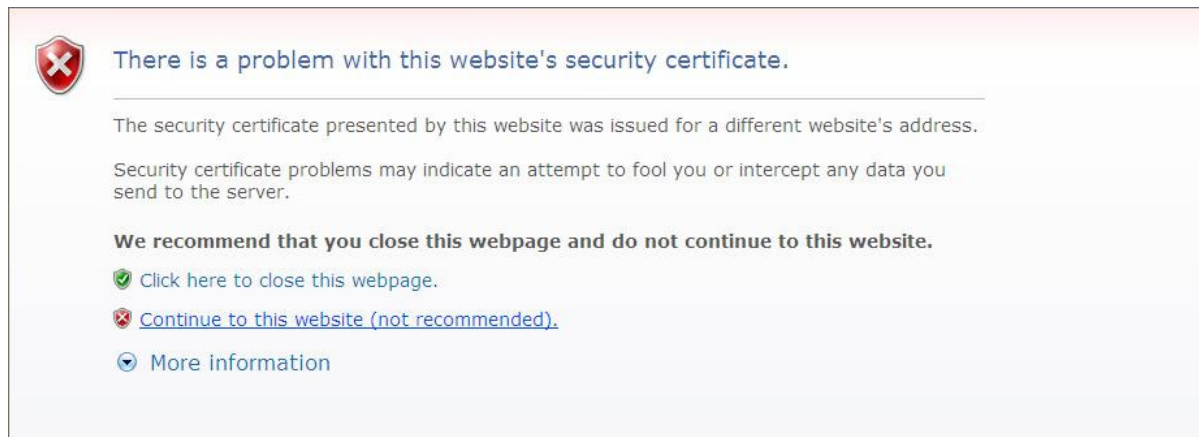 There is a problem with this website's security certificate.
The security certificate presented by this website was issued for a different website's address.
Security certificate problems may indicate an attempt to fool you or intercept any data you
send to the server.
We recommend that you close this webpage and do not continue to this website.
Click here to close this webpage.
Continue to this website (not recommended).
More information